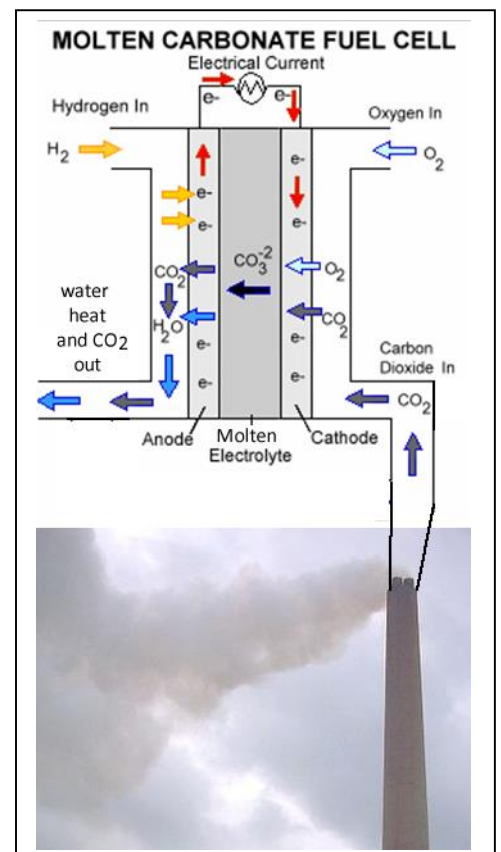 MOLTEN CARBONATE FUEL CELL
Electrical Current
e-
e-
Hydrogen In
Oxygen In
H2
O2
e-
e-
e-
e-
CO3-2
CO2
O2
water
heat
and CO2
out
H2O
CO2
e-
e-
Carbon
Dioxide In
e-
e-
CO2
Anode
Molten
Electrolyte
Cathode